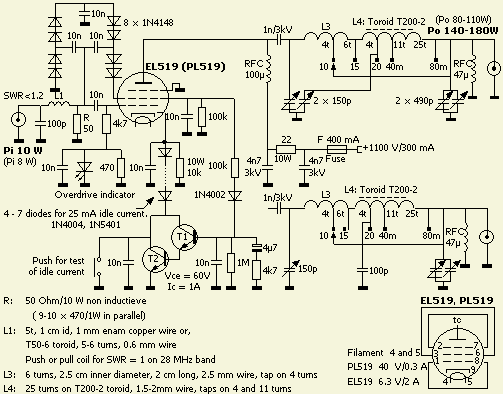 10n
8 × 1N4148
10n
10n
EL519 (PL519)
1n/3kV
L3
4t
6t
L4: Toroid T200-2
4t
11t
25t
Po 80-110W)
Po 140-180W
10
15
20
40m
80m
RFC
100µ
RFC
47µ
2 × 150p
2 × 490p
SWR<1.2
L1
100p
R
50
10n
4k7
10n
100k
Pi 10 W
(Pi 8 W)
10n
470
10n
10W
10k
100k
22
10W
F 400 mA
Fuse
+1100 V/300 mA
4n7
3kV
4n7
3kV
Overdrive indicator
4 - 7 diodes for 25 mA idle current.
1N4004, 1N5401
1N4002
1n/3kV
L3
4t
6t
L4: Toroid T200-2
4t
11t
25t
10
15
20
40m
80m
RFC
47µ
150p
100p
Push for test
of idle current
10n
T1
T2
Vce = 60V
Ic = 1A
10n
1M
4µ7
4k7
R: 50 Ohm/10 W non inductieve
( 9-10 × 470/1W in parallel)
L1: 5t, 1 cm id, 1 mm enam copper wire or,
T50-6 toroid, 5-6 turns, 0.6 mm wire
Push or pull coil for SWR = 1 on 28 MHz band
L3: 6 turns, 2.5 cm inner diameter, 2 cm long, 2.5 mm wire, tap on 4 turns
L4: 25 turns on T200-2 toroid, 1.5-2mm wire, taps on 4 and 11 turns
EL519, PL519
tc
Filament 4 and 5
PL519 40 V/0.3 A
EL519 6.3 V/2 A